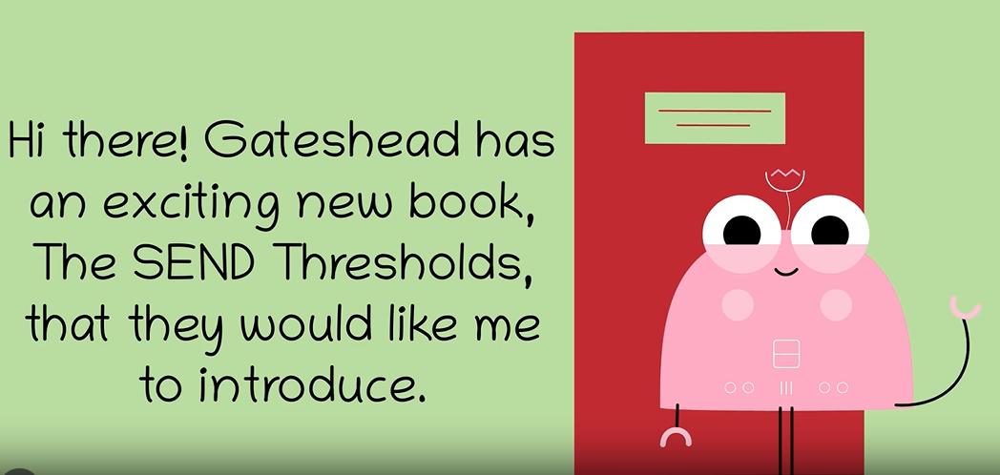 Hi there! Gateshead has
an exciting new book,
The SEND Thresholds,
that they would like me
to introduce.